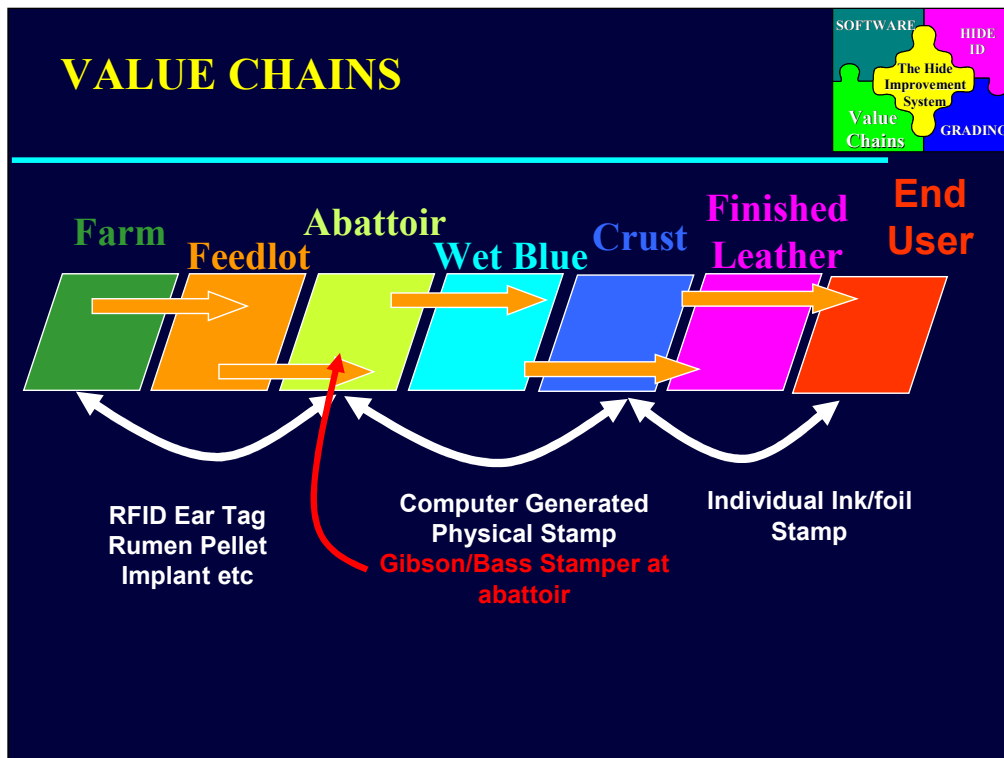 VALUE CHAINS
SOFTWARE
HIDE
ID
The Hide
Improvement
System
Value
Chains
GRADING
Farm
Feedlot
Abattoir
Wet Blue
Crust
Finished
Leather
End
User
RFID Ear Tag
Rumen Pellet
Implant etc
Computer Generated
Physical Stamp
Gibson/Bass Stamper at
abattoir
Individual Ink/foil
Stamp